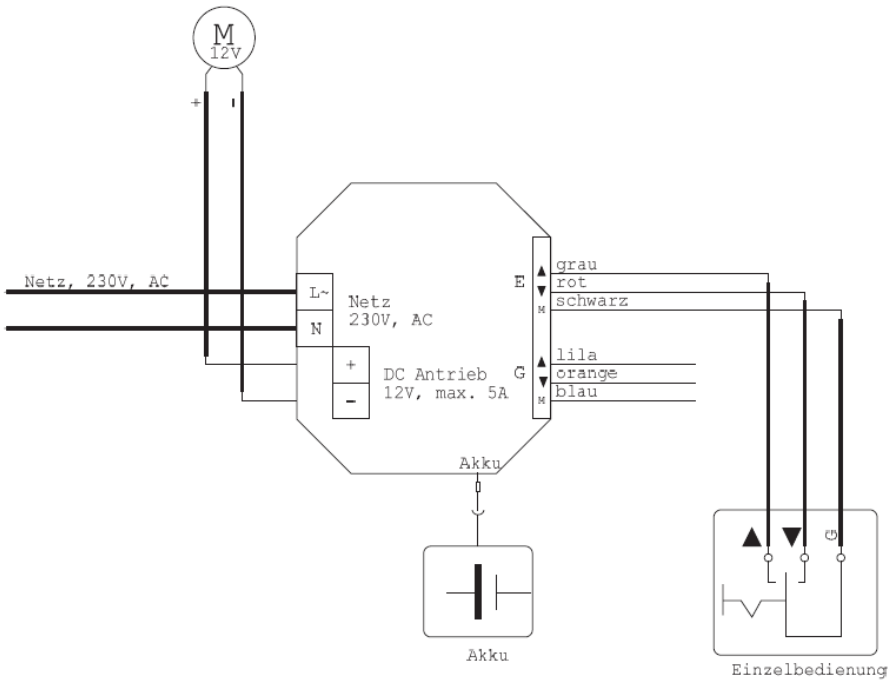 M
12V
+ -
Netz, 230V, AC
L~
N
Netz
230V, AC
+
-
DC Antrieb
12V, max. 5A
E
▲
▼
M
grau
rot
schwarz
G
▲
▼
M
lila
orange
blau
Akku
Akku
▲ ▼
Einzelbedienung